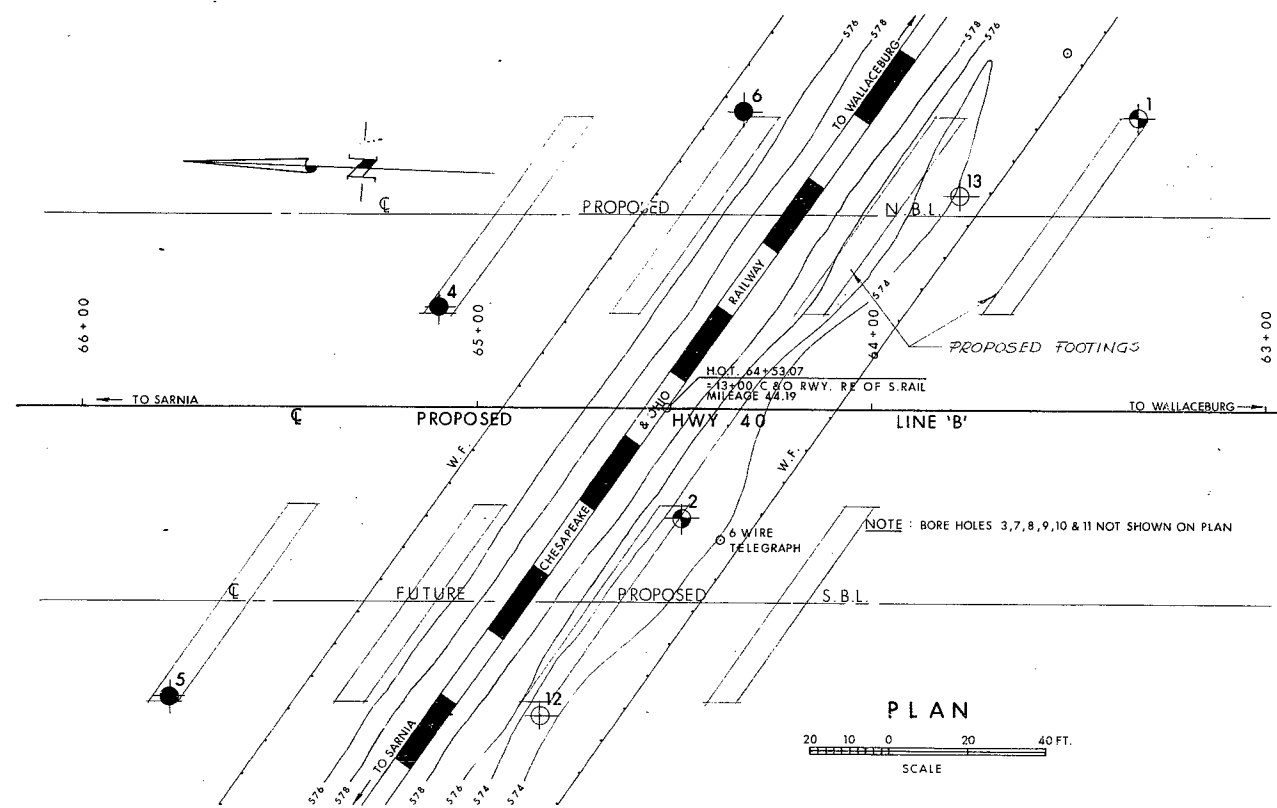 576
578
578
576
TO WALLACEBURG
6
1
13
N
℄ PROPOSED N.B.L.
4
RAILWAY
574
66+00
65+00
64+00
63+00
PROPOSED FOOTINGS
H.O.T. 64+53.07
=13+00 C & O RWY. RE OF S.RAIL
MILEAGE 44.19
TO SARNIA
TO WALLACEBURG
℄ PROPOSED HWY 40 LINE 'B'
& OHIO
W.F.
W.F.
2
6 WIRE
TELEGRAPH
NOTE : BORE HOLES 3,7,8,9,10 & 11 NOT SHOWN ON PLAN
CHESAPEAKE
℄ FUTURE PROPOSED S.B.L.
5
12
TO SARNIA
576
578
576
574
574
PLAN
20 10 0 20 40 FT.
SCALE